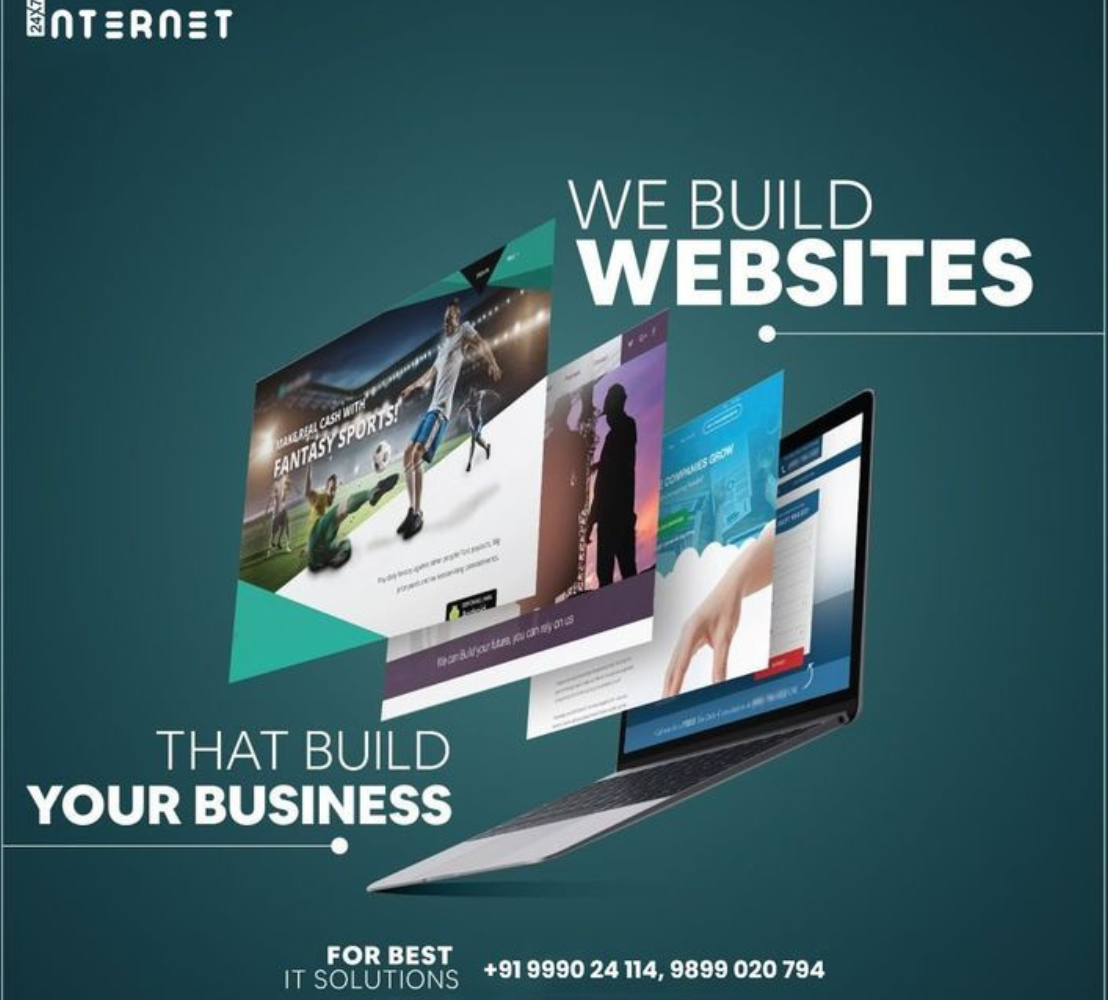 24X7
INTERNET
WE BUILD
WEBSITES
MAKE REAL CASH WITH
FANTASY SPORTS!
We can Build your future, you can rely on us
COMPANIES GROW
THAT BUILD
YOUR BUSINESS
FOR BEST
IT SOLUTIONS
+91 9990 24 114, 9899 020 794